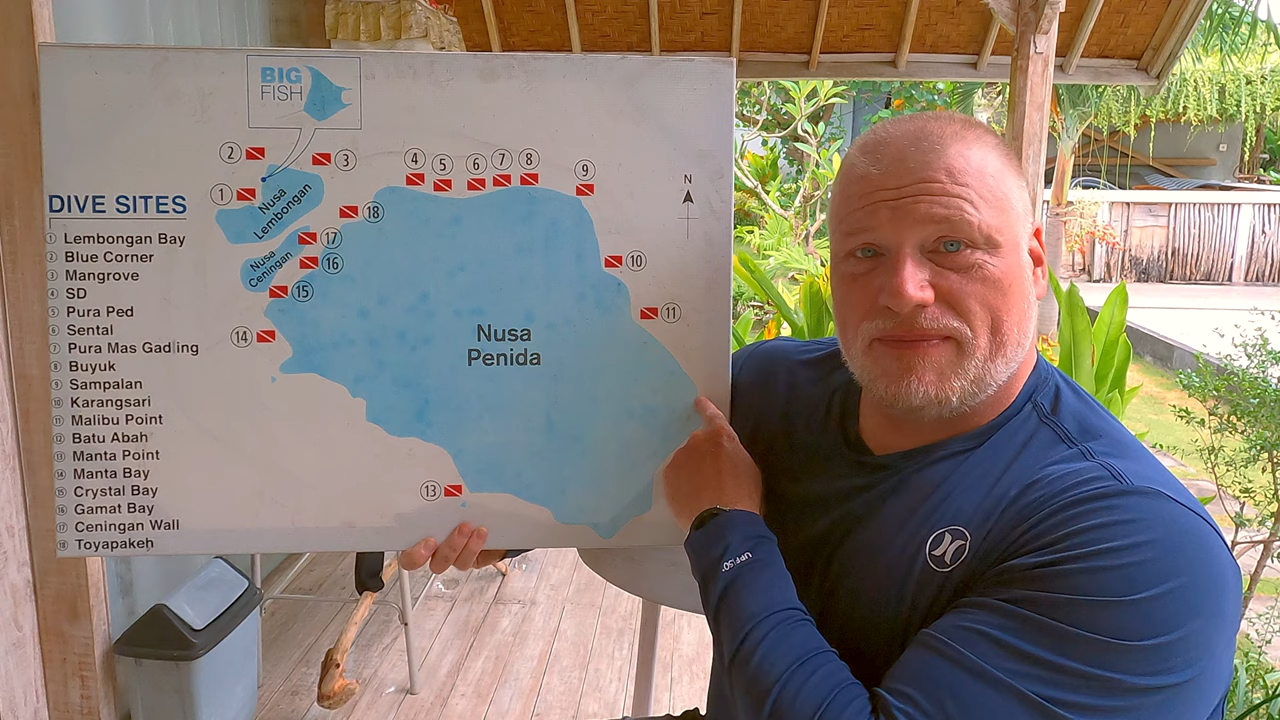 BIG
FISH
② ③ ④ ⑤ ⑥ ⑦ ⑧ ⑨
①
Nusa
Lembongan
N
⑱
⑰
Nusa
Ceningan
⑯
⑮
⑩
⑪
⑭
Nusa
Penida
⑬
DIVE SITES
① Lembongan Bay
② Blue Corner
③ Mangrove
④ SD
⑤ Pura Ped
⑥ Sental
⑦ Pura Mas Gading
⑧ Buyuk
⑨ Sampalan
⑩ Karangsari
⑪ Malibu Point
⑫ Batu Abah
⑬ Manta Point
⑭ Manta Bay
⑮ Crystal Bay
⑯ Gamat Bay
⑰ Ceningan Wall
⑱ Toyapakeh
UPF 50+